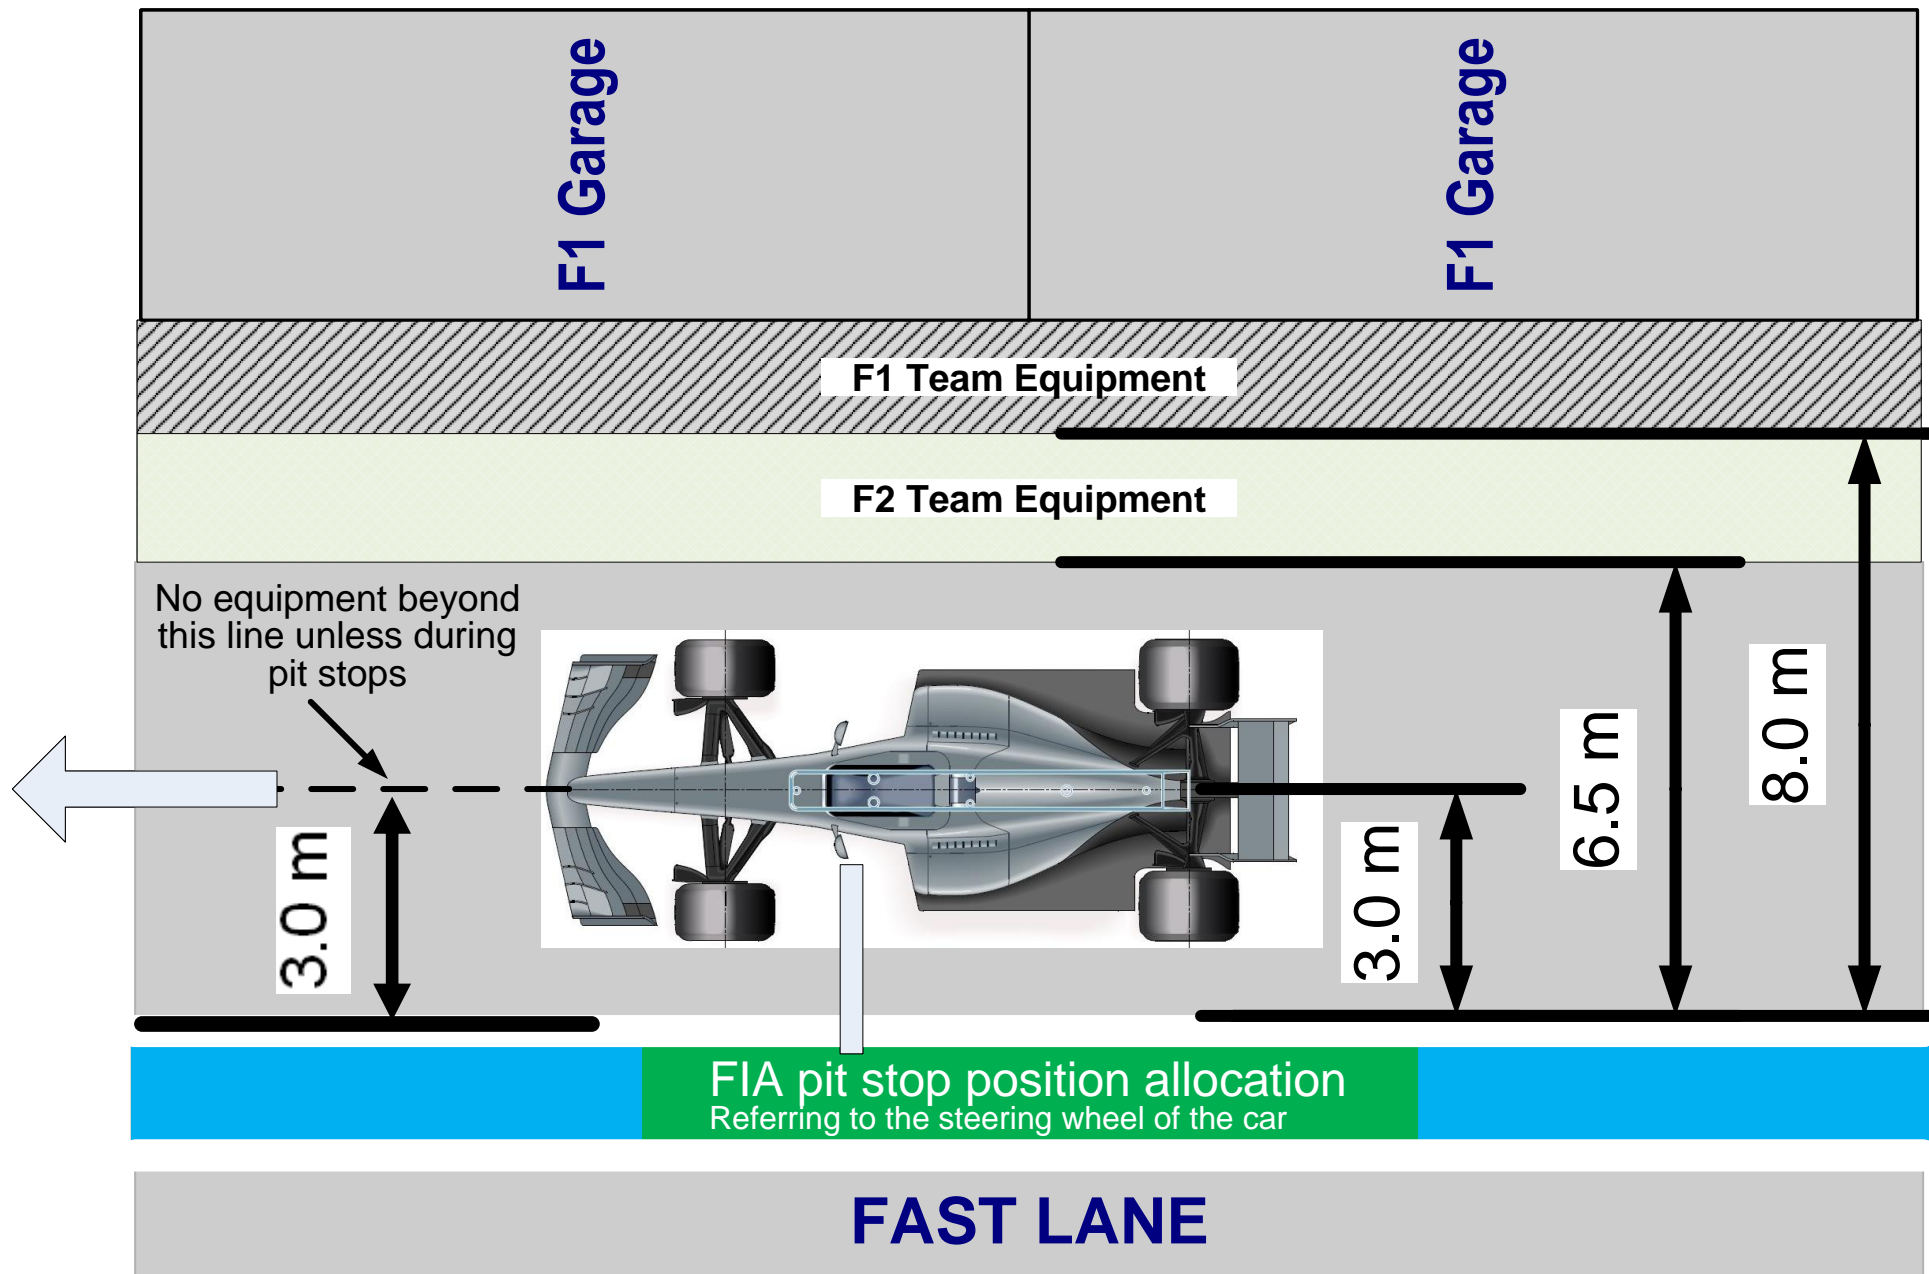 F1 Garage
F1 Garage
F1 Team Equipment
F2 Team Equipment
No equipment beyond
this line unless during
pit stops
3.0 m
3.0 m
6.5 m
8.0 m
FIA pit stop position allocation
Referring to the steering wheel of the car
FAST LANE